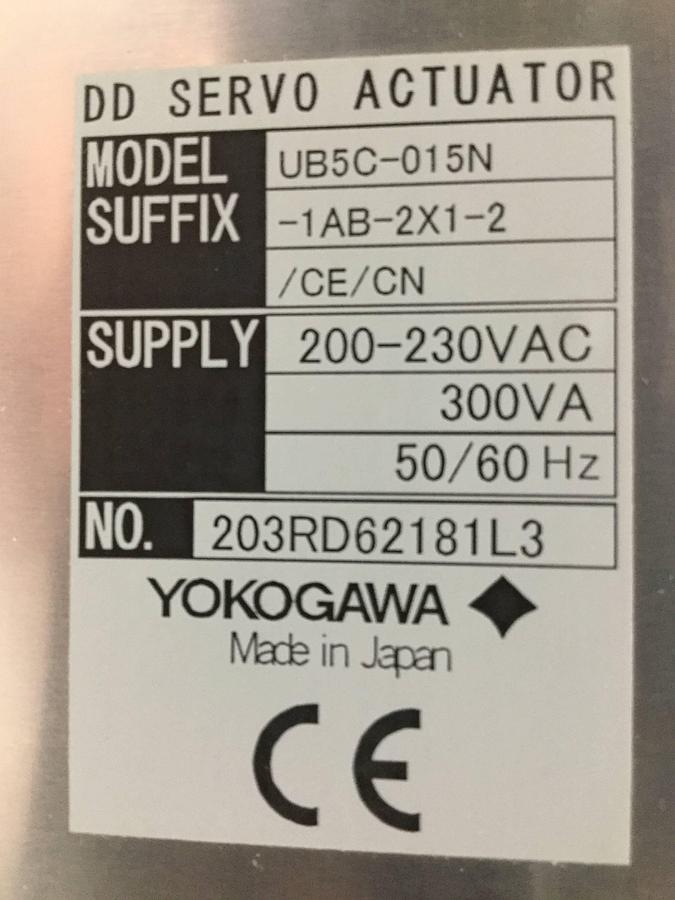 DD SERVO ACTUATOR
MODEL UB5C-015N
SUFFIX -1AB-2X1-2
/CE/CN
SUPPLY 200-230VAC
300VA
50/60 Hz
NO. 203RD62181L3
YOKOGAWA
Made in Japan
CE